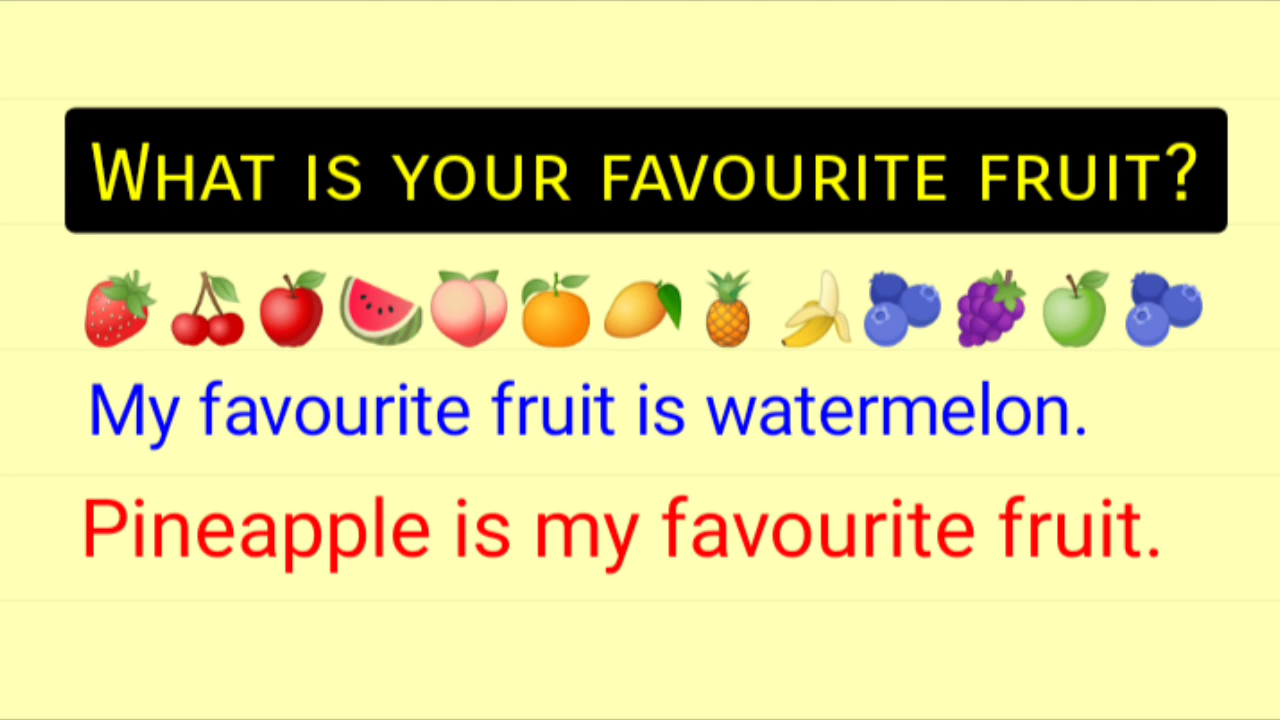 What is your favourite fruit?
My favourite fruit is watermelon.
Pineapple is my favourite fruit.